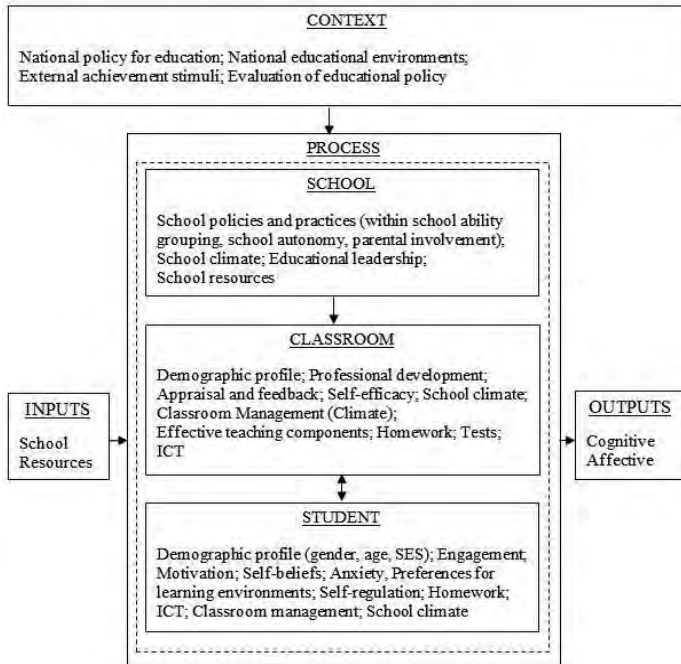 CONTEXT
National policy for education; National educational environments;
External achievement stimuli; Evaluation of educational policy
PROCESS
SCHOOL
School policies and practices (within school ability
grouping, school autonomy, parental involvement);
School climate; Educational leadership;
School resources
CLASSROOM
Demographic profile; Professional development;
Appraisal and feedback; Self-efficacy; School climate;
Classroom Management (Climate);
Effective teaching components; Homework; Tests;
ICT
INPUTS
School
Resources
OUTPUTS
Cognitive
Affective
STUDENT
Demographic profile (gender, age, SES); Engagement;
Motivation; Self-beliefs; Anxiety, Preferences for
learning environments; Self-regulation; Homework;
ICT; Classroom management; School climate